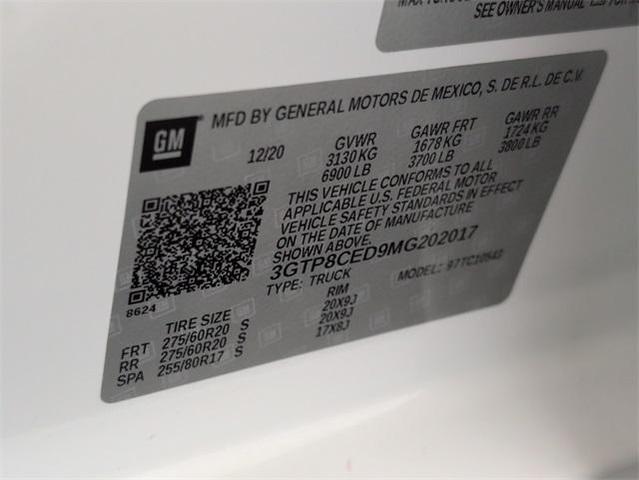 SEE OWNER'S MANUAL
GM
MFD BY GENERAL MOTORS DE MEXICO, S. DE R.L. DE C.V.
12/20 GVWR GAWR FRT GAWR RR
3130 KG 1678 KG 1724 KG
6900 LB 3700 LB 3800 LB
THIS VEHICLE CONFORMS TO ALL
APPLICABLE U.S. FEDERAL MOTOR
VEHICLE SAFETY STANDARDS IN EFFECT
ON THE DATE OF MANUFACTURE
SHOWN ABOVE.
3GTP8CED9MG202017
TYPE: TRUCK MODEL: 97TC10543
8624
TIRE SIZE RIM
FRT 275/60R20 S 20X9J
RR 275/60R20 S 20X9J
SPA 255/80R17 S 17X8J